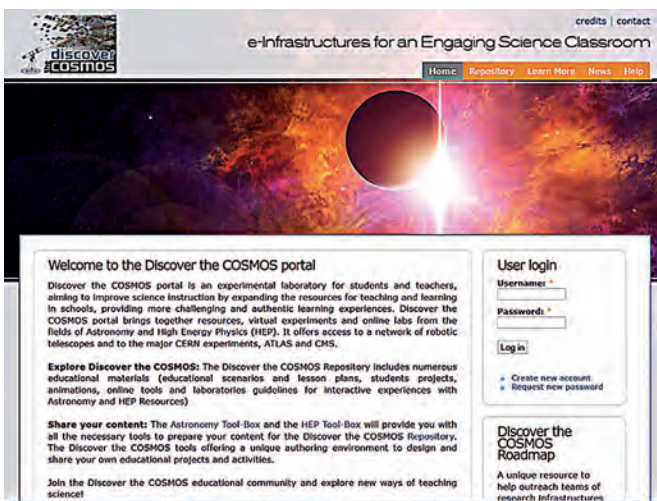 credits | contact
discover
the
COSMOS
e-Infrastructures for an Engaging Science Classroom
Home Repository Learn More News Help
Welcome to the Discover the COSMOS portal
Discover the COSMOS portal is an experimental laboratory for students and teachers,
aiming to improve science instruction by expanding the resources for teaching and learning
in schools, providing more challenging and authentic learning experiences. Discover the
COSMOS portal brings together resources, virtual experiments and online labs from the
fields of Astronomy and High Energy Physics (HEP). It offers access to a network of robotic
telescopes and to the major CERN experiments, ATLAS and CMS.
Explore Discover the COSMOS: The Discover the COSMOS Repository includes numerous
educational materials (educational scenarios and lesson plans, students projects,
animations, online tools and laboratories guidelines for interactive experiences with
Astronomy and HEP Resources)
Share your content: The Astronomy Tool-Box and the HEP Tool-Box will provide you with
all the necessary tools to prepare your content for the Discover the COSMOS Repository.
The Discover the COSMOS tools offering a unique authoring environment to design and
share your own educational projects and activities.
Join the Discover the COSMOS educational community and explore new ways of teaching
science!
User login
Username: *
Password: *
Log in
Create new account
Request new password
Discover the
COSMOS
Roadmap
A unique resource to
help outreach teams of
research infrastructures